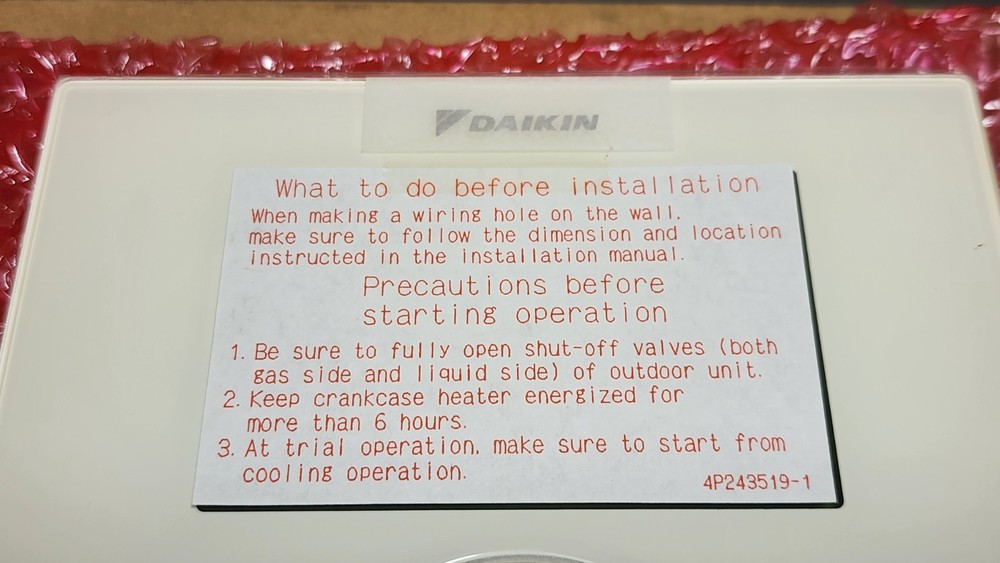 DAIKIN
What to do before installation
When making a wiring hole on the wall.
make sure to follow the dimension and location
instructed in the installation manual.
Precautions before
starting operation
1. Be sure to fully open shut-off valves (both
gas side and liquid side) of outdoor unit.
2. Keep crankcase heater energized for
more than 6 hours.
3. At trial operation, make sure to start from
cooling operation.
4P243519-1